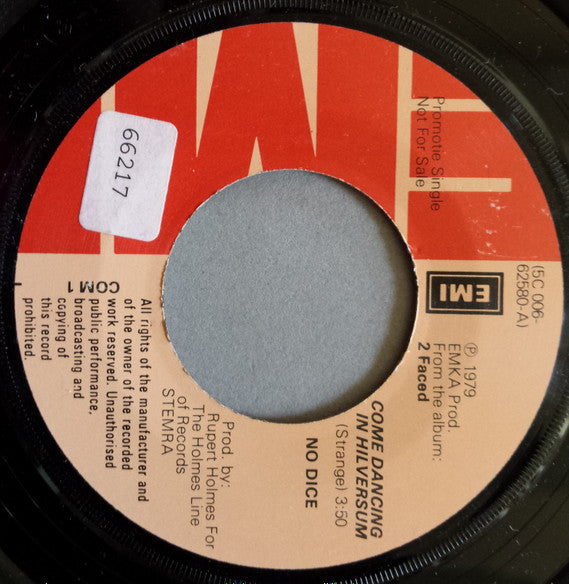 Promotie Single
Not For Sale
66217
EMI
(5C 006-
62580-A)
℗ 1979
EMKA Prod.
From the album:
2 Faced
COME DANCING
IN HILVERSUM
(Strange) 3:50
NO DICE
Prod. by:
Rupert Holmes For
The Holmes Line
of Records
STEMRA
All rights of the manufacturer and
of the owner of the recorded
work reserved. Unauthorised
public performance,
broadcasting and
copying of
this record
prohibited.
COM 1